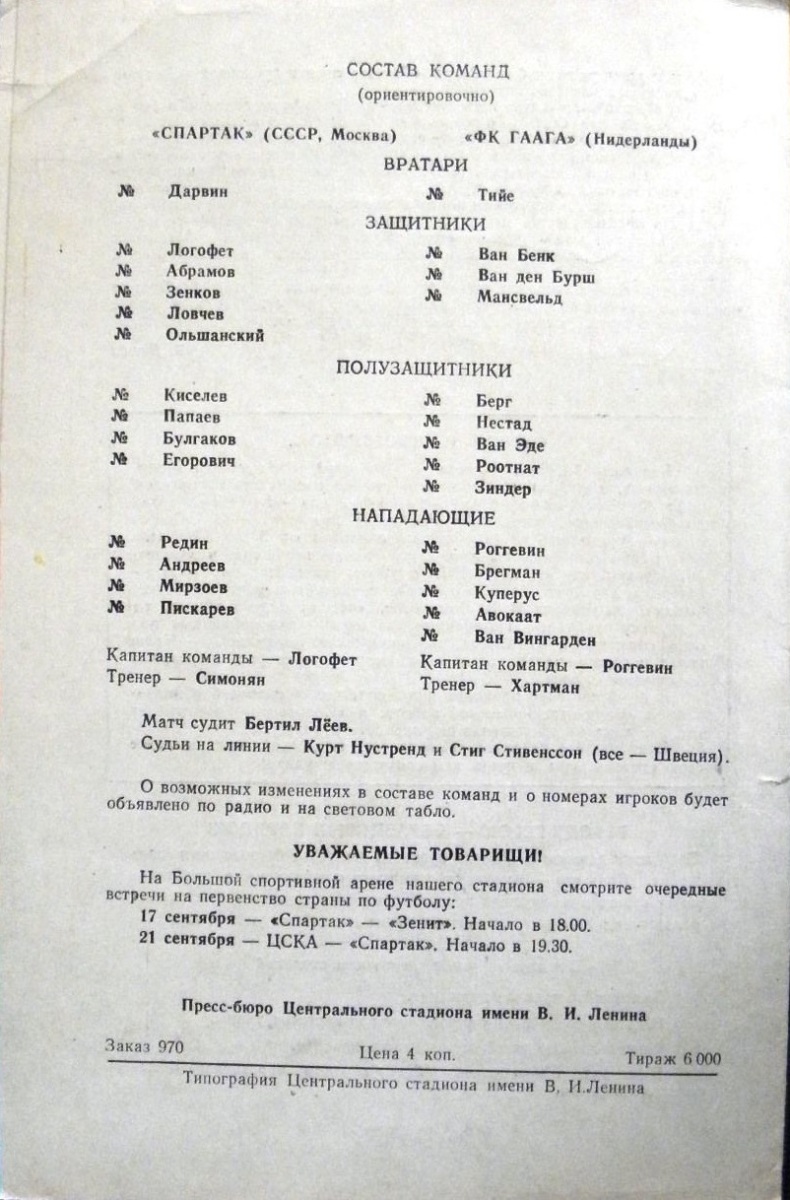 СОСТАВ КОМАНД
(ориентировочно)
«СПАРТАК» (СССР, Москва) «ФК ГААГА» (Нидерланды)
ВРАТАРИ
№ Дарвин № Тийе
ЗАЩИТНИКИ
№ Логофет № Ван Бенк
№ Абрамов № Ван ден Бурш
№ Зенков № Мансвельд
№ Ловчев
№ Ольшанский
ПОЛУЗАЩИТНИКИ
№ Киселев № Берг
№ Папаев № Нестад
№ Булгаков № Ван Эде
№ Егорович № Роотнат
№ Зиндер
НАПАДАЮЩИЕ
№ Редин № Роггевин
№ Андреев № Брегман
№ Мирзоев № Куперус
№ Пискарев № Авокаат
№ Ван Вингарден
Капитан команды — Логофет Капитан команды — Роггевин
Тренер — Симонян Тренер — Хартман
Матч судит Бертил Лёев.
Судьи на линии — Курт Нустренд и Стиг Стивенссон (все — Швеция).
О возможных изменениях в составе команд и о номерах игроков будет
объявлено по радио и на световом табло.
УВАЖАЕМЫЕ ТОВАРИЩИ!
На Большой спортивной арене нашего стадиона смотрите очередные
встречи на первенство страны по футболу:
17 сентября — «Спартак» — «Зенит». Начало в 18.00.
21 сентября — ЦСКА — «Спартак». Начало в 19.30.
Пресс-бюро Центрального стадиона имени В. И. Ленина
Заказ 970 Цена 4 коп. Тираж 6 000
Типография Центрального стадиона имени В. И.Ленина